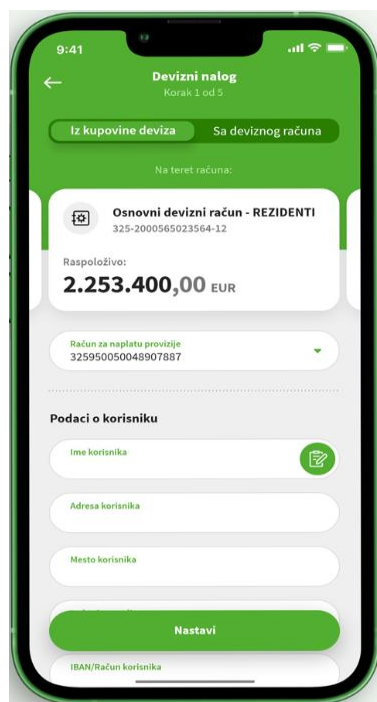 9:41
Devizni nalog
Korak 1 od 5
Iz kupovine deviza
Sa deviznog računa
Na teret računa:
Osnovni devizni račun - REZIDENTI
325-2000565023564-12
Raspoloživo:
2.253.400,00 EUR
Račun za naplatu provizije
325950050048907887
Podaci o korisniku
Ime korisnika
Adresa korisnika
Mesto korisnika
Nastavi
IBAN/Račun korisnika